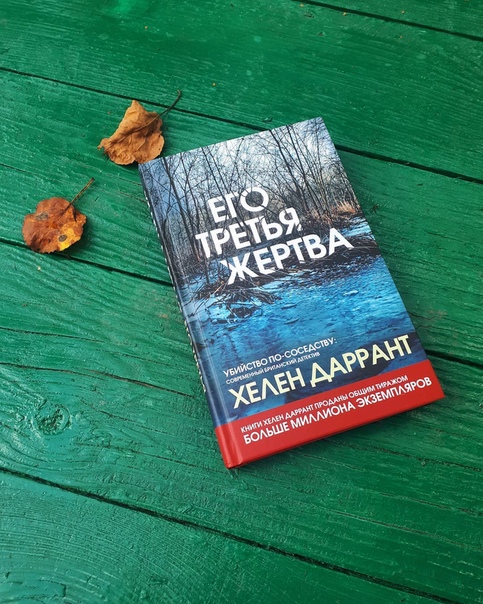 ЕГО
ТРЕТЬЯ
ЖЕРТВА
УБИЙСТВО ПО-СОСЕДСТВУ:
СОВРЕМЕННЫЙ БРИТАНСКИЙ ДЕТЕКТИВ
ХЕЛЕН ДАРРАНТ
КНИГИ ХЕЛЕН ДАРРАНТ ПРОДАНЫ ОБЩИМ ТИРАЖОМ
БОЛЬШЕ МИЛЛИОНА ЭКЗЕМПЛЯРОВ